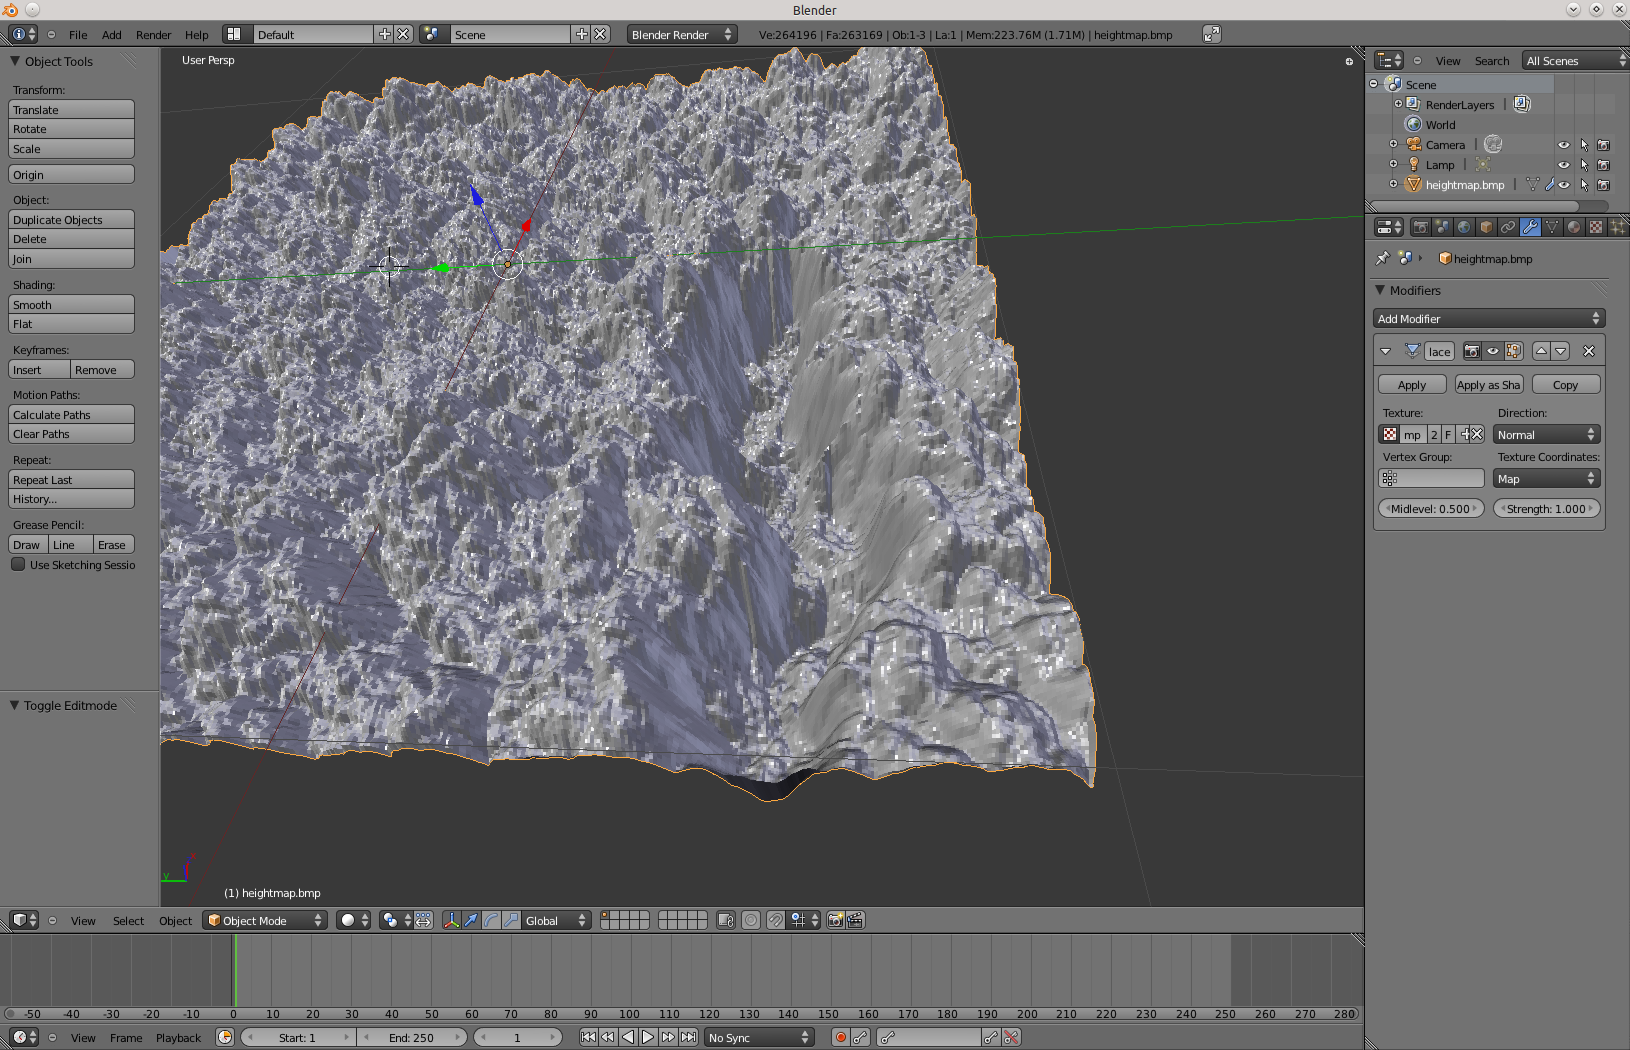 Blender
File Add Render Help Default Scene Blender Render Ve:264196 | Fa:263169 | Ob:1-3 | La:1 | Mem:223.76M (1.71M) | heightmap.bmp
Object Tools
Transform:
Translate
Rotate
Scale
Origin
Object:
Duplicate Objects
Delete
Join
Shading:
Smooth
Flat
Keyframes:
Insert Remove
Motion Paths:
Calculate Paths
Clear Paths
Repeat:
Repeat Last
History...
Grease Pencil:
Draw Line Erase
Use Sketching Sessio
Toggle Editmode
User Persp
Y
(1) heightmap.bmp
View Select Object Object Mode Global
-50 -40 -30 -20 -10 0 10 20 30 40 50 60 70 80 90 100 110 120 130 140 150 160 170 180 190 200 210 220 230 240 250 260 270 280
View Frame Playback Start: 1 End: 250 1 No Sync
View Search All Scenes
Scene
RenderLayers |
World
Camera |
Lamp |
heightmap.bmp |
heightmap.bmp
Modifiers
Add Modifier
lace
Apply Apply as Sha Copy
Texture: Direction:
mp 2 F Normal
Vertex Group: Texture Coordinates:
Map
Midlevel: 0.500 Strength: 1.000